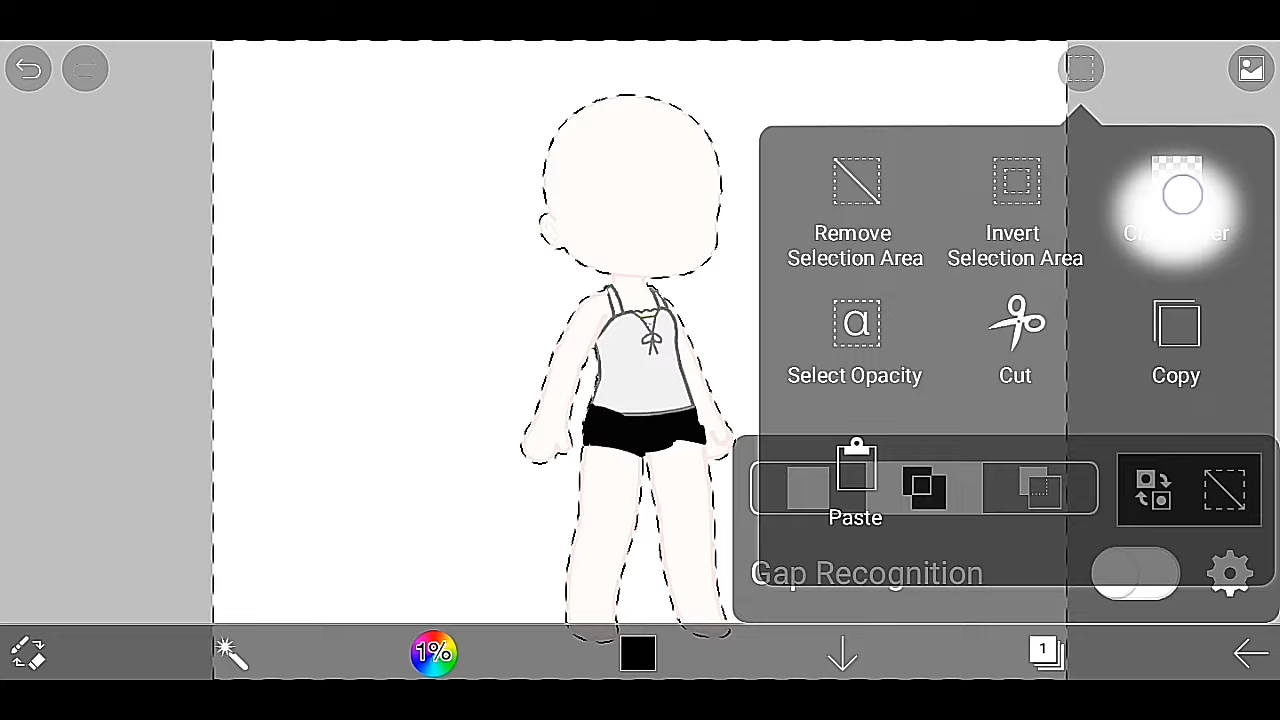 Remove
Selection Area
Invert
Selection Area
α
Select Opacity
Cut
Copy
Paste
Gap Recognition
1%
1